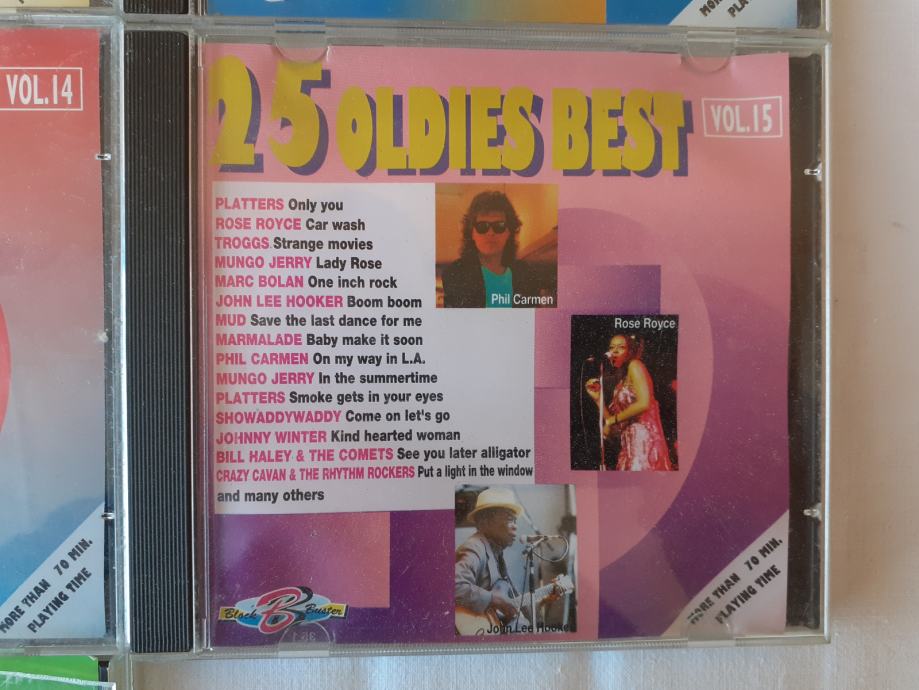 MORE
PLA
VOL.14
25 OLDIES BEST
VOL.15
PLATTERS Only you
ROSE ROYCE Car wash
TROGGS Strange movies
MUNGO JERRY Lady Rose
MARC BOLAN One inch rock
JOHN LEE HOOKER Boom boom
MUD Save the last dance for me
MARMALADE Baby make it soon
PHIL CARMEN On my way in L.A.
MUNGO JERRY In the summertime
PLATTERS Smoke gets in your eyes
SHOWADDYWADDY Come on let's go
JOHNNY WINTER Kind hearted woman
BILL HALEY & THE COMETS See you later alligator
CRAZY CAVAN & THE RHYTHM ROCKERS Put a light in the window
and many others
Phil Carmen
Rose Royce
John Lee Hooker
Block B Buster
MORE THAN 70 MIN.
PLAYING TIME
MORE THAN 70 MIN.
PLAYING TIME